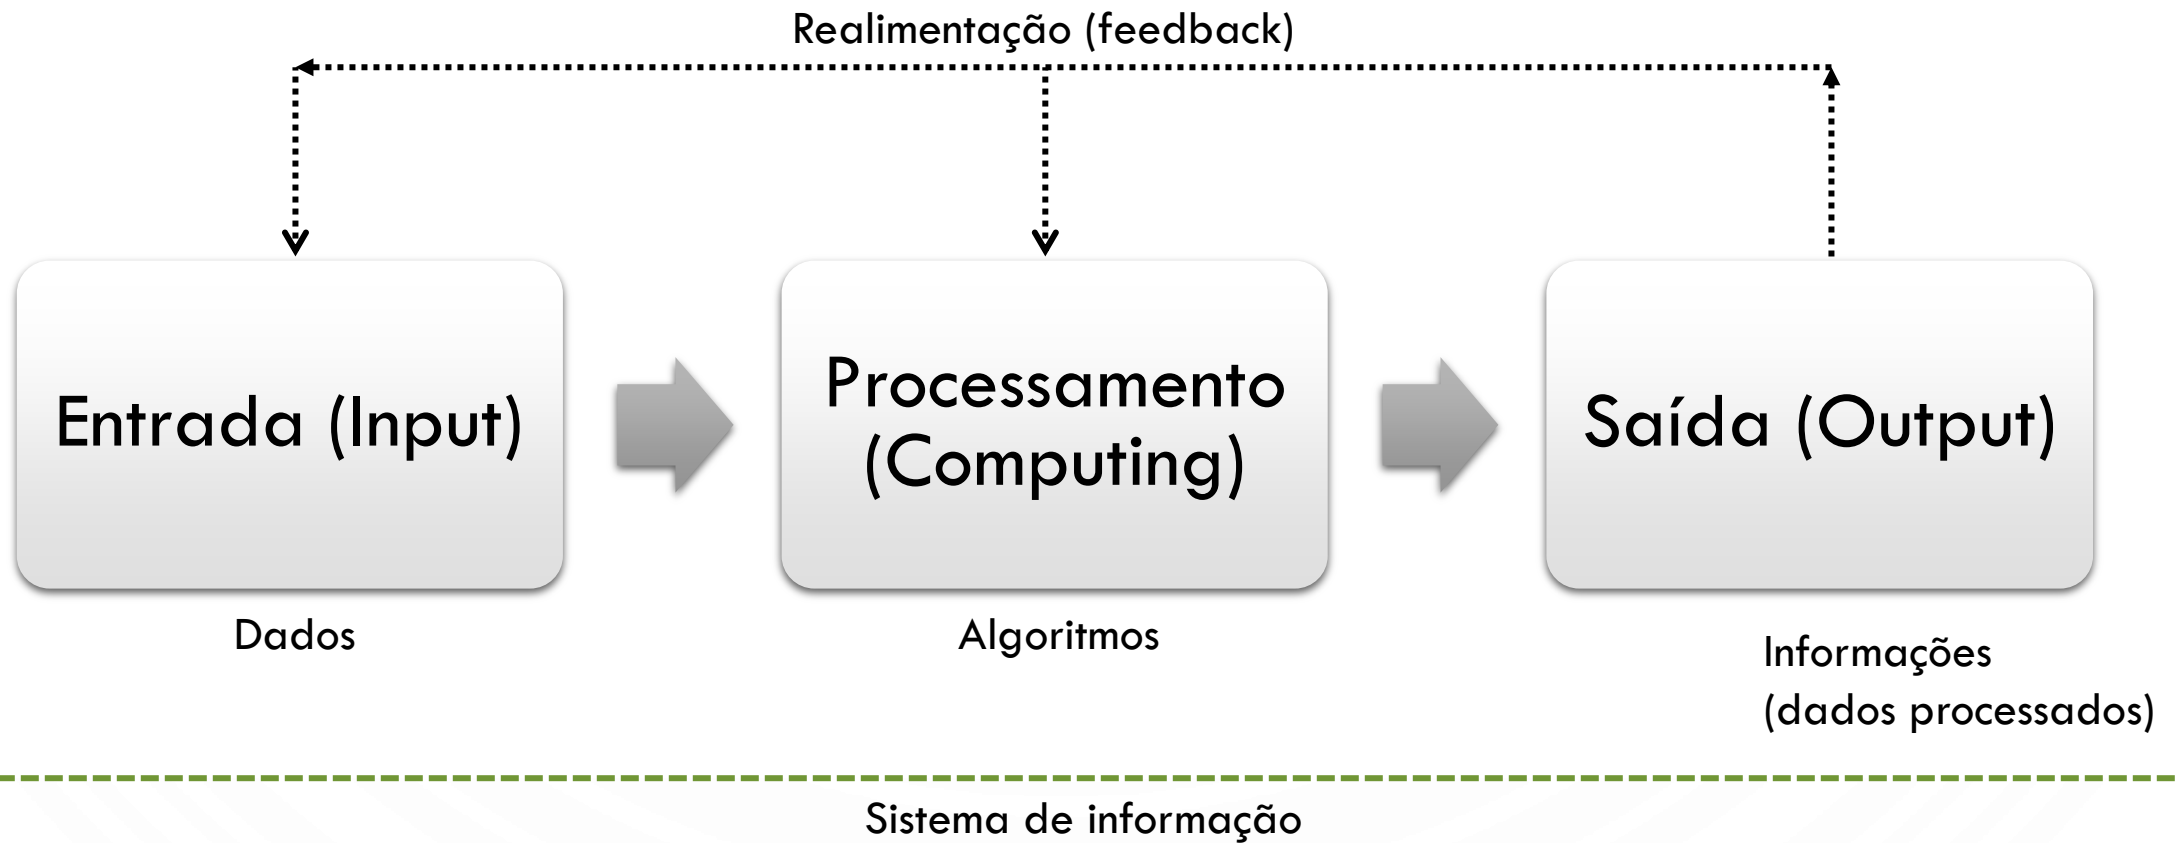 Realimentação (feedback)
Entrada (Input)
Processamento
(Computing)
Saída (Output)
Dados
Algoritmos
Informações
(dados processados)
Sistema de informação